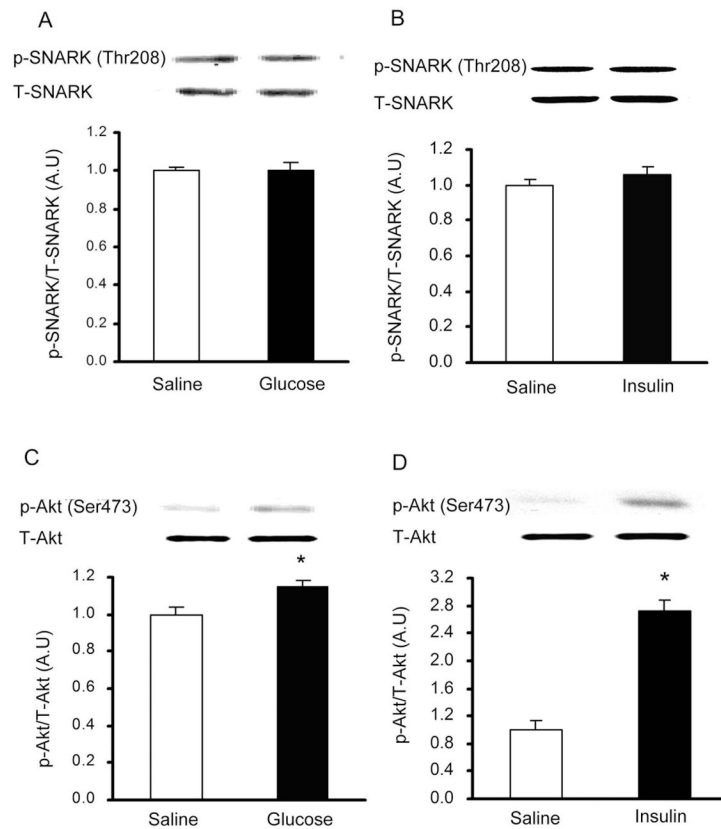 A
p-SNARK (Thr208)
T-SNARK
p-SNARK/T-SNARK (A.U)
1.2
1.0
0.8
0.6
0.4
0.2
0.0
Saline Glucose
B
p-SNARK (Thr208)
T-SNARK
p-SNARK/T-SNARK (A.U)
1.2
1.0
0.8
0.6
0.4
0.2
0
Saline Insulin
C
p-Akt (Ser473)
T-Akt
*
p-Akt/T-Akt (A.U)
1.2
1.0
0.8
0.6
0.4
0.2
0.0
Saline Glucose
D
p-Akt (Ser473)
T-Akt
*
p-Akt/T-Akt (A.U)
3.2
2.8
2.4
2.0
1.6
1.2
0.8
0.4
0.0
Saline Insulin